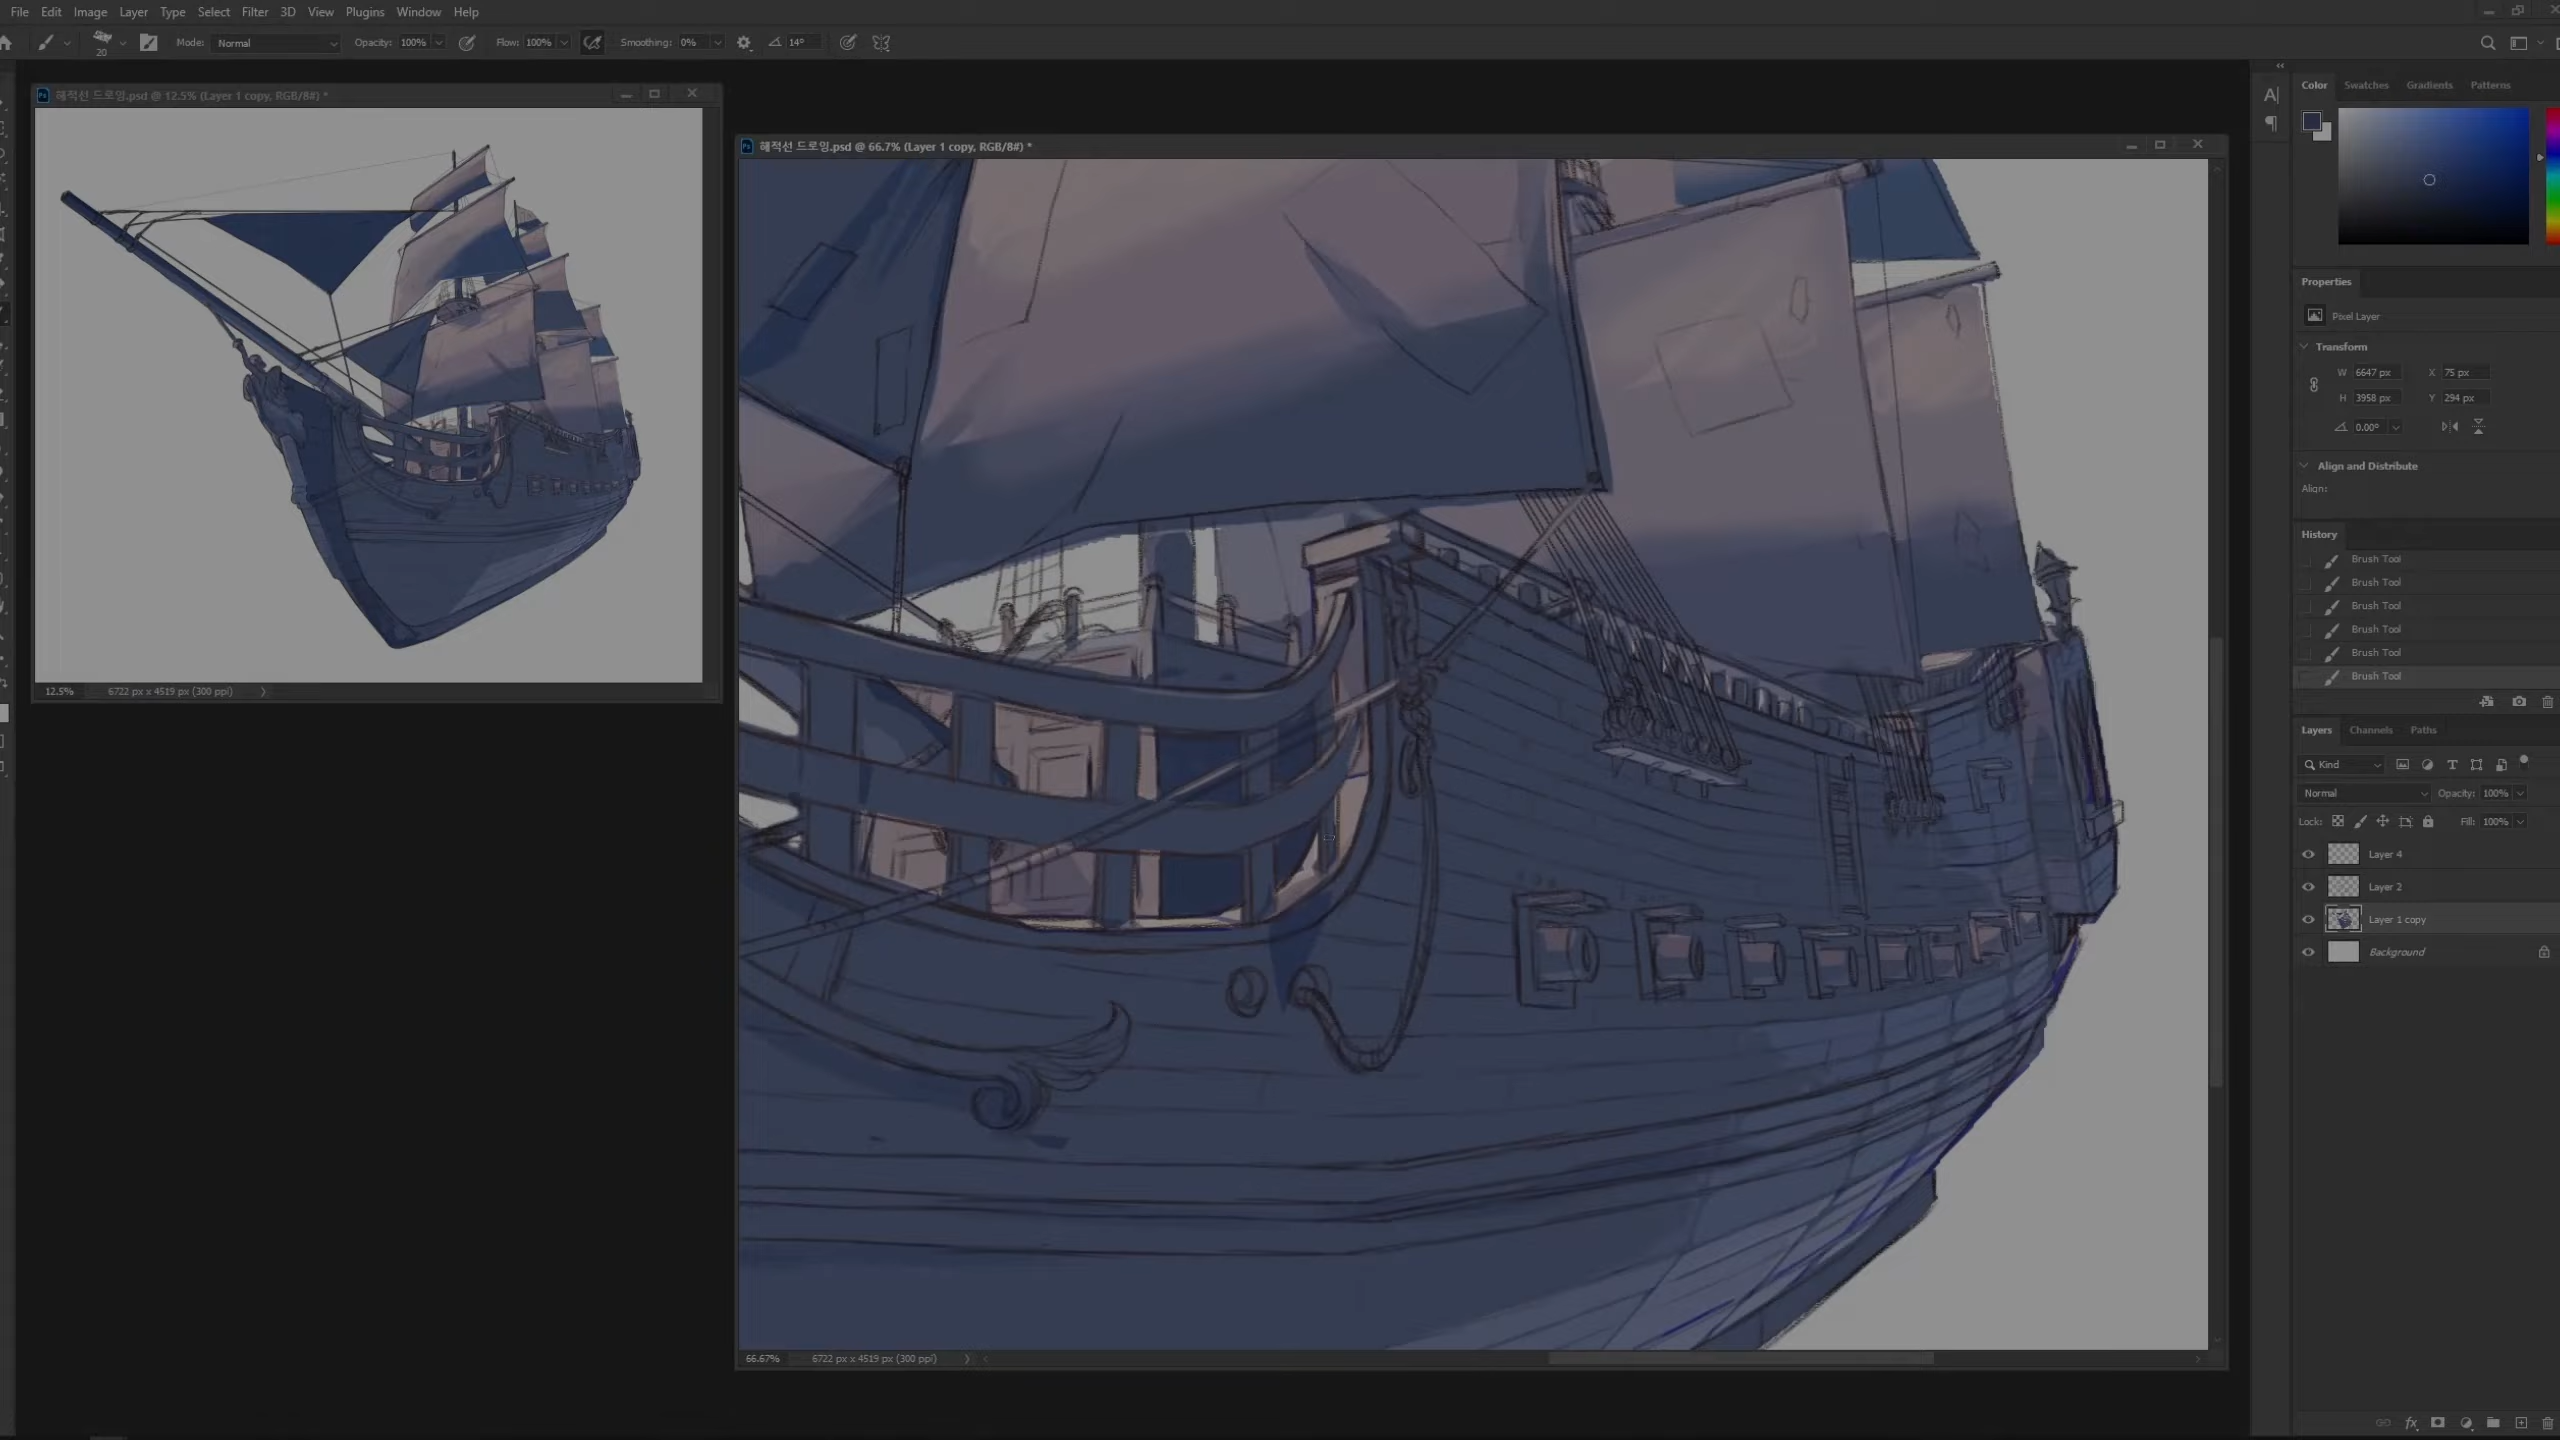 File Edit Image Layer Type Select Filter 3D View Plugins Window Help
20 Mode: Normal Opacity: 100% Flow: 100% Smoothing: 0% 14°
해적선 드로잉.psd @ 12.5% (Layer 1 copy, RGB/8#) *
12.5% 6722 px x 4519 px (300 ppi)
해적선 드로잉.psd @ 66.7% (Layer 1 copy, RGB/8#) *
66.67% 6722 px x 4519 px (300 ppi)
Color Swatches Gradients Patterns
Properties
Pixel Layer
Transform
W 6647 px X 75 px
H 3958 px Y 294 px
0.00°
Align and Distribute
Align:
History
Brush Tool
Brush Tool
Brush Tool
Brush Tool
Brush Tool
Brush Tool
Layers Channels Paths
Kind
Normal Opacity: 100%
Lock: Fill: 100%
Layer 4
Layer 2
Layer 1 copy
Background